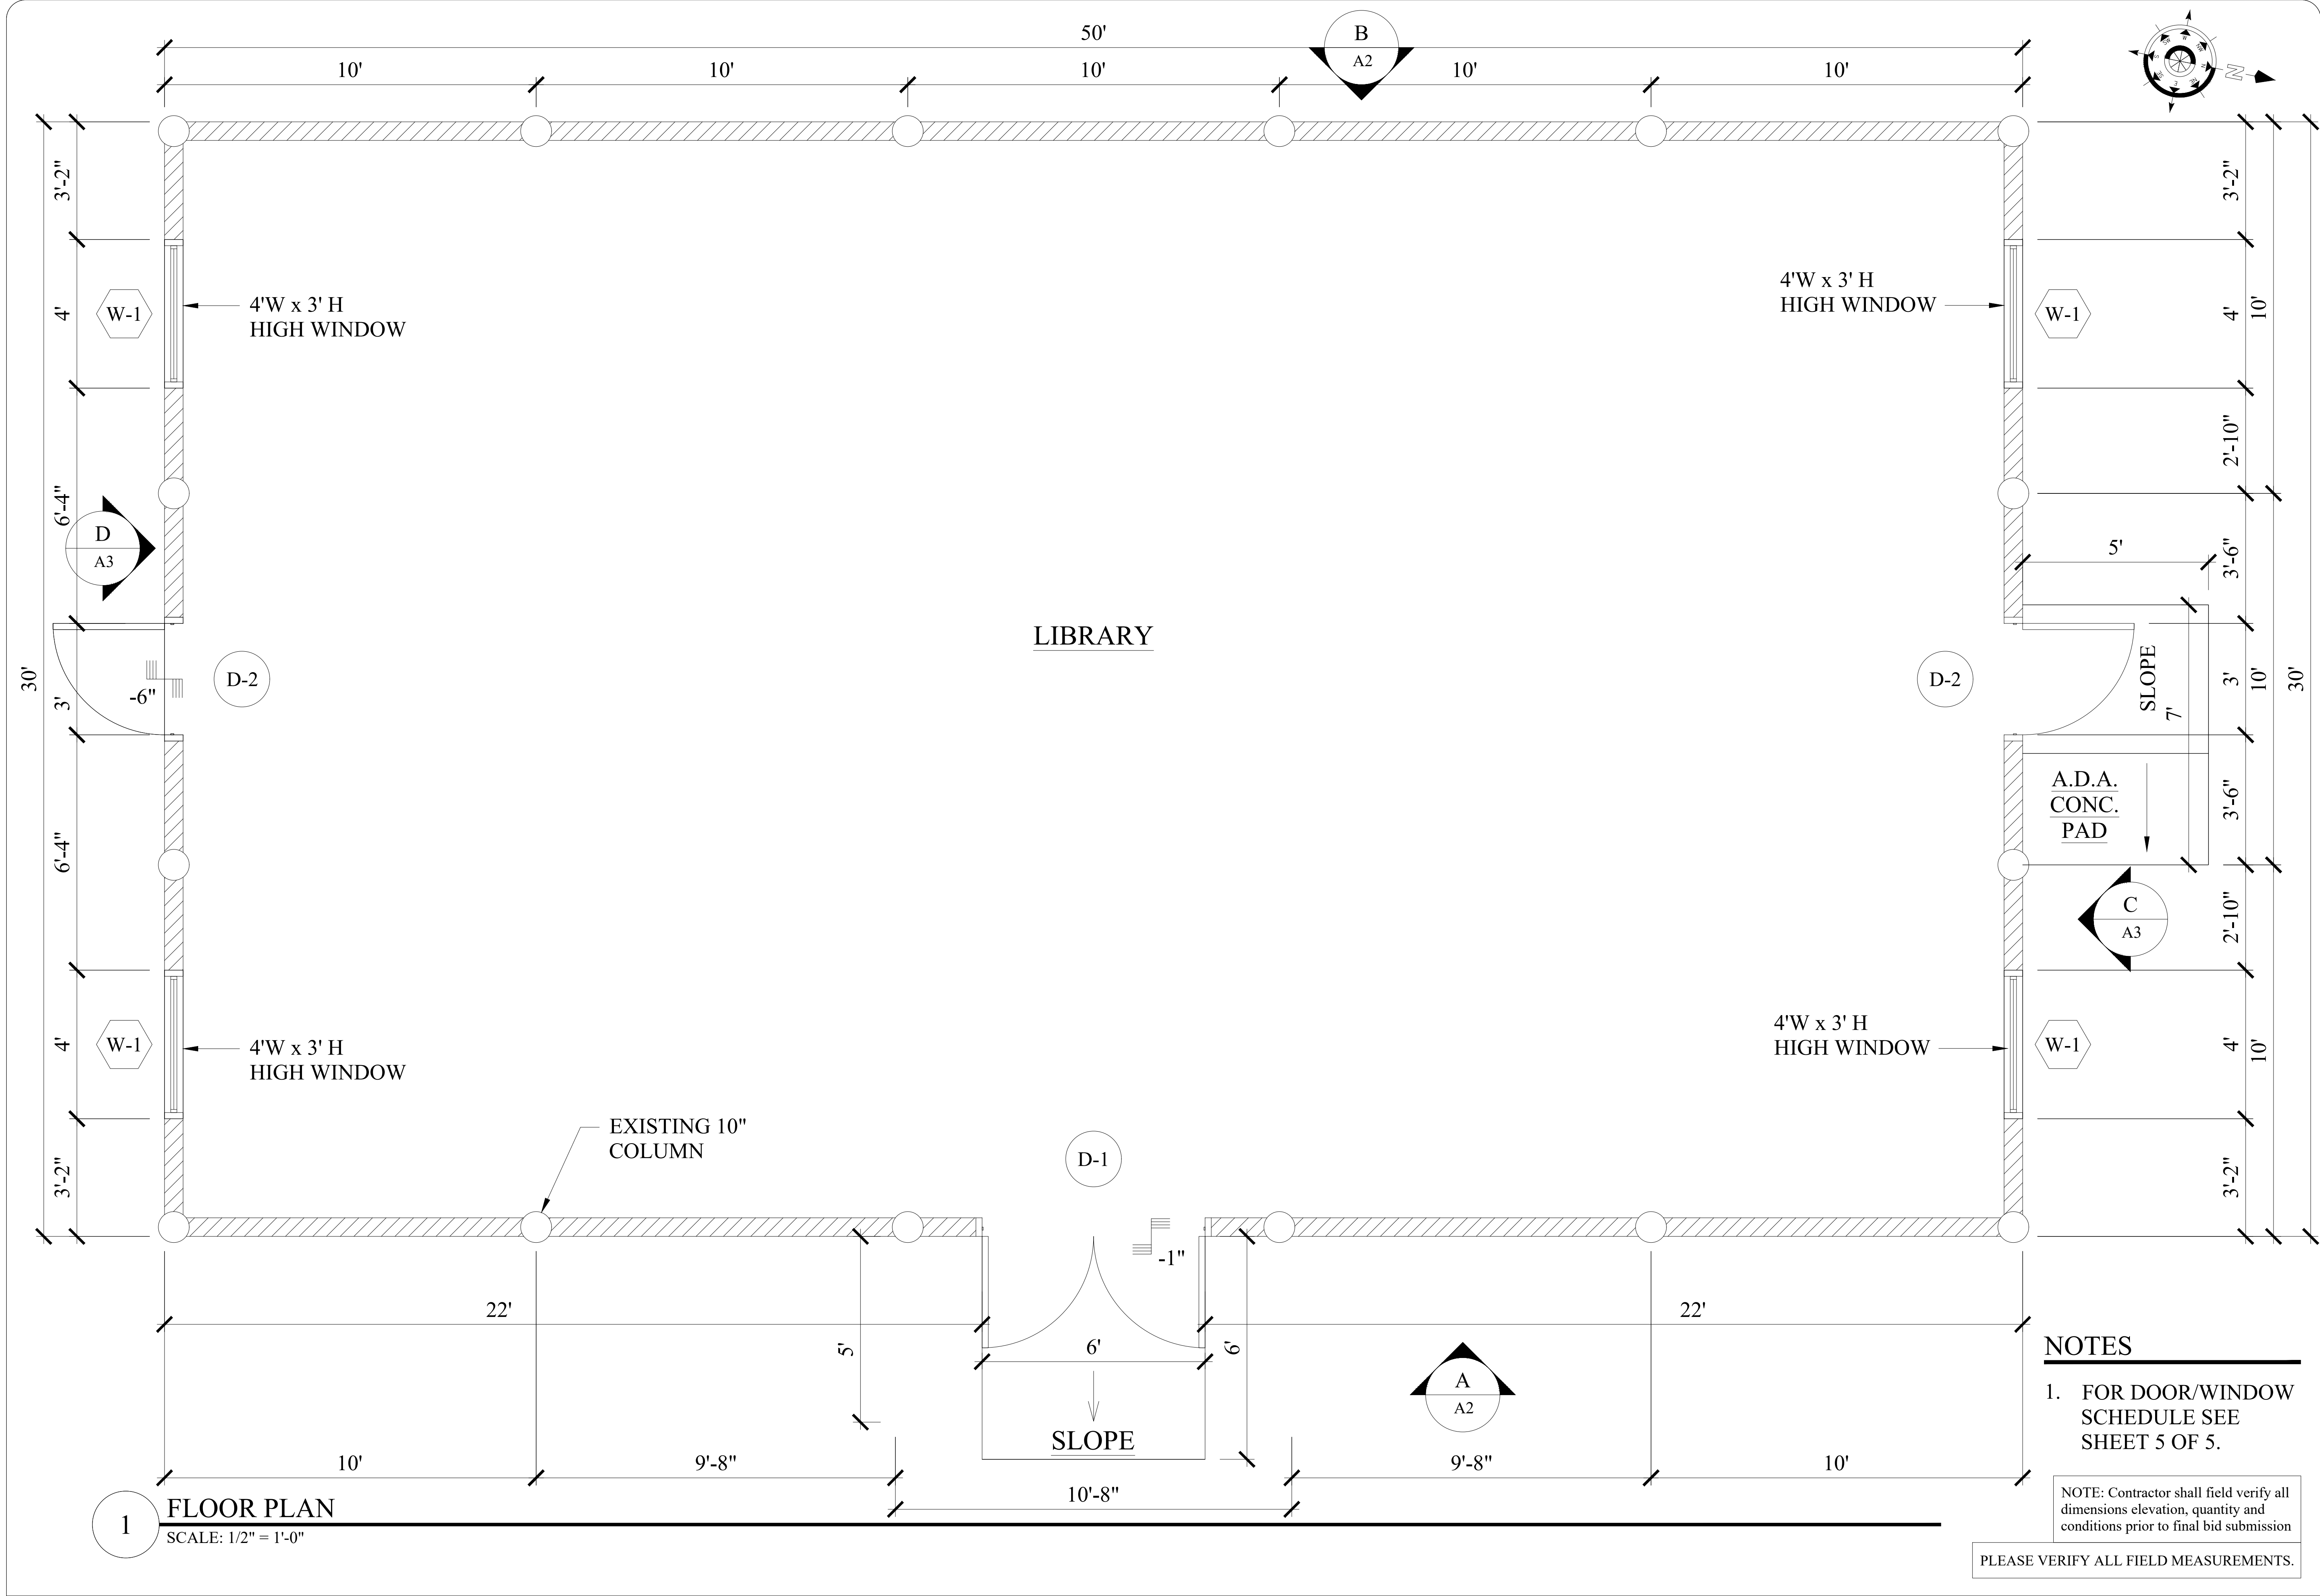 50'
B
A2
10'
10'
10'
10'
10'
N
3'-2"
4'
6'-4"
3'
6'-4"
4'
3'-2"
30'
W-1
4'W x 3' H
HIGH WINDOW
4'W x 3' H
HIGH WINDOW
W-1
D
A3
LIBRARY
D-2
-6"
D-2
5'
SLOPE
7'
A.D.A.
CONC.
PAD
C
A3
3'-2"
4'
2'-10"
3'-6"
3'
3'-6"
2'-10"
4'
3'-2"
10'
10'
10'
30'
W-1
4'W x 3' H
HIGH WINDOW
4'W x 3' H
HIGH WINDOW
W-1
EXISTING 10"
COLUMN
D-1
-1"
22'
22'
5'
6'
6'
A
A2
SLOPE
10'
9'-8"
9'-8"
10'
10'-8"
NOTES
1. FOR DOOR/WINDOW
SCHEDULE SEE
SHEET 5 OF 5.
NOTE: Contractor shall field verify all
dimensions elevation, quantity and
conditions prior to final bid submission
PLEASE VERIFY ALL FIELD MEASUREMENTS.
1
FLOOR PLAN
SCALE: 1/2" = 1'-0"